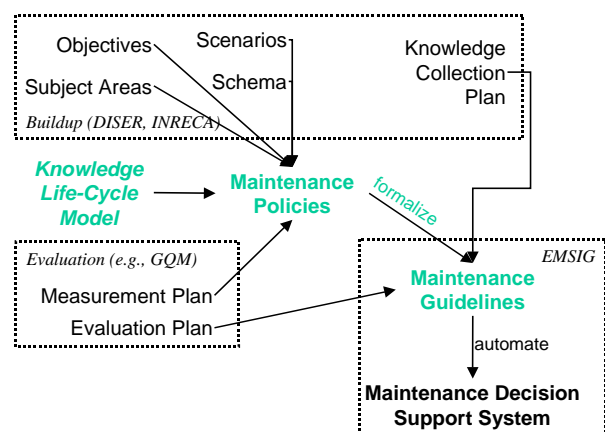 Objectives
Scenarios
Knowledge
Collection
Plan
Subject Areas
Schema
Buildup (DISER, INRECA)
Knowledge
Life-Cycle
Model
Maintenance
Policies
formalize
Evaluation (e.g., GQM)
EMSIG
Measurement Plan
Evaluation Plan
Maintenance
Guidelines
automate
Maintenance Decision
Support System